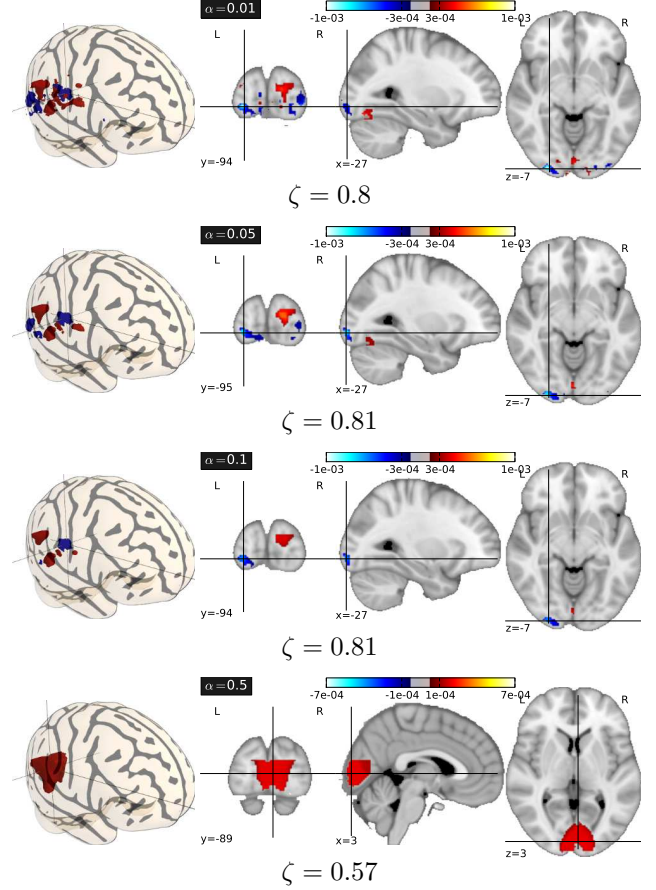 α=0.01
-1e-03 -3e-04 3e-04 1e-03
L R L R
y=-94 x=-27 z=-7
ζ = 0.8
α=0.05
-1e-03 -3e-04 3e-04 1e-03
L R L R
y=-95 x=-27 z=-7
ζ = 0.81
α=0.1
-1e-03 -3e-04 3e-04 1e-03
L R L R
y=-94 x=-27 z=-7
ζ = 0.81
α=0.5
-7e-04 -1e-04 1e-04 7e-04
L R L R
y=-89 x=3 z=3
ζ = 0.57